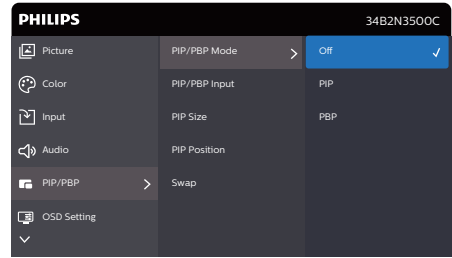 PHILIPS 34B2N3500C
Picture PIP/PBP Mode Off
Color PIP/PBP Input PIP
Input PIP Size PBP
Audio PIP Position
PIP/PBP Swap
OSD Setting